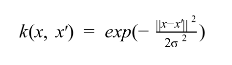 k(x, x′) = exp(− ||x−x′||² / 2σ²)